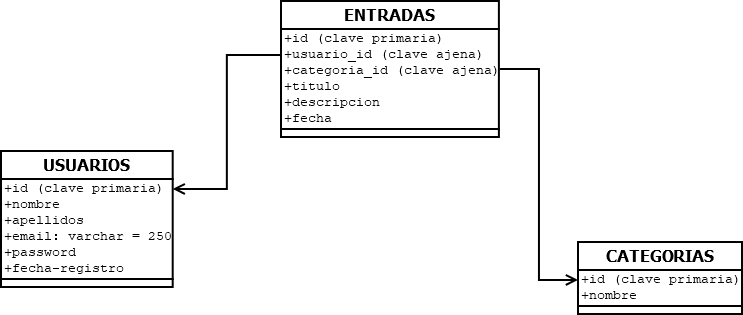 ENTRADAS
+id (clave primaria)
+usuario_id (clave ajena)
+categoria_id (clave ajena)
+titulo
+descripcion
+fecha
USUARIOS
+id (clave primaria)
+nombre
+apellidos
+email: varchar = 250
+password
+fecha-registro
CATEGORIAS
+id (clave primaria)
+nombre